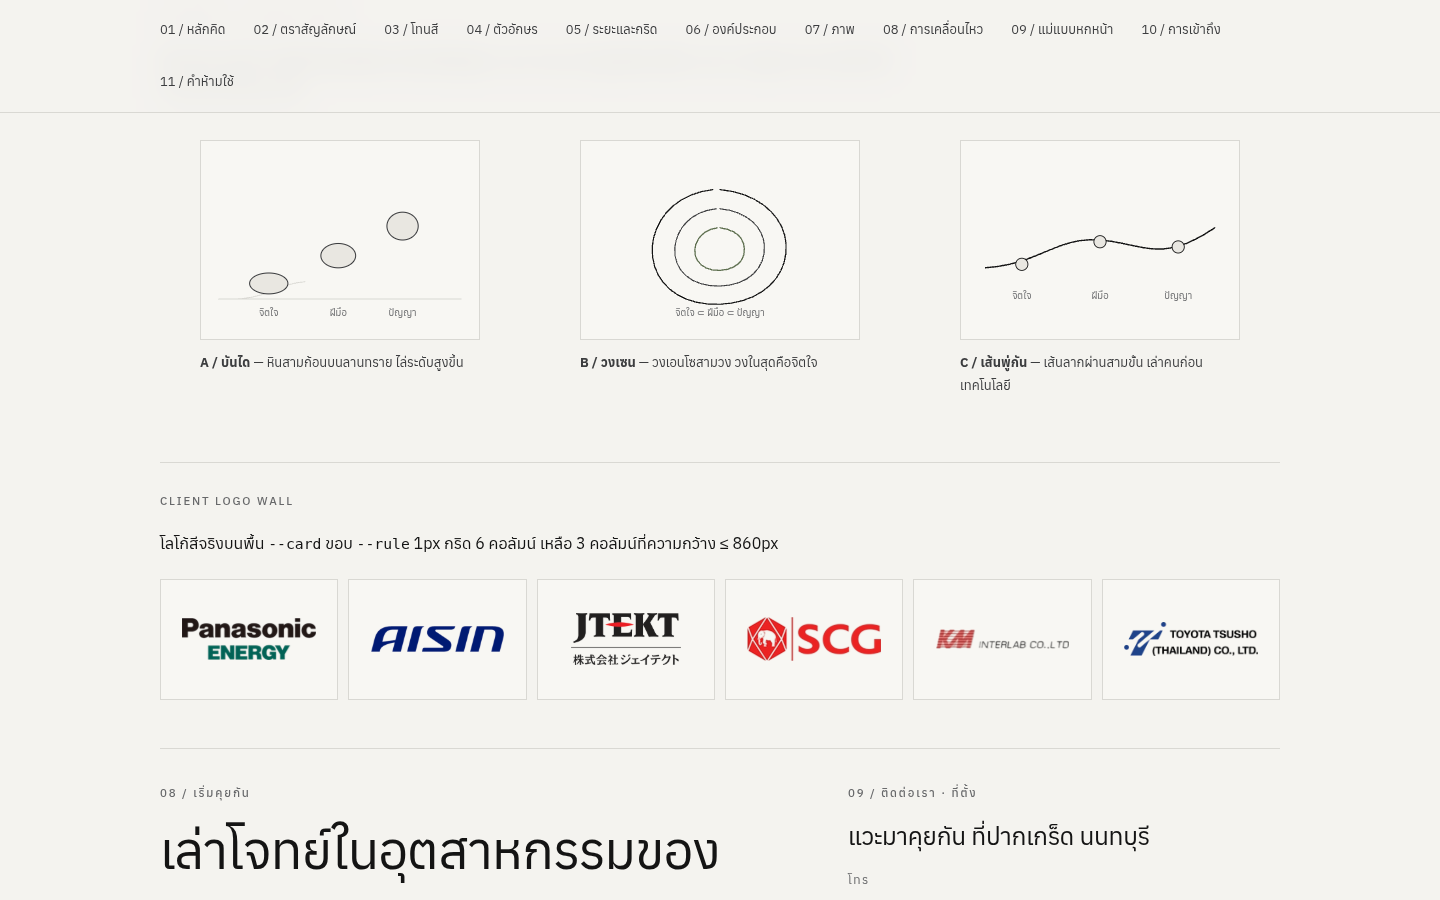 01 / หลักคิด 02 / ตราสัญลักษณ์ 03 / โทนสี 04 / ตัวอักษร 05 / ระยะและกริด 06 / องค์ประกอบ 07 / ภาพ 08 / การเคลื่อนไหว 09 / แม่แบบหกหน้า 10 / การเข้าถึง
11 / คำห้ามใช้
จิตใจ ฝีมือ ปัญญา
จิตใจ ⊂ ฝีมือ ⊂ ปัญญา
จิตใจ ฝีมือ ปัญญา
A / บันได — หินสามก้อนบนลานทราย ไล่ระดับสูงขึ้น
B / วงเซน — วงเอนโซสามวง วงในสุดคือจิตใจ
C / เส้นพู่กัน — เส้นลากผ่านสามขั้น เล่าคนก่อน
เทคโนโลยี
CLIENT LOGO WALL
โลโก้สีจริงบนพื้น --card ขอบ --rule 1px กริด 6 คอลัมน์ เหลือ 3 คอลัมน์ที่ความกว้าง ≤ 860px
Panasonic
ENERGY
AISIN
JTEKT
株式会社 ジェイテクト
SCG
KM INTERLAB CO.,LTD
TOYOTA TSUSHO
(THAILAND) CO., LTD.
08 / เริ่มคุยกัน
เล่าโจทย์ในอุตสาหกรรมของ
09 / ติดต่อเรา · ที่ตั้ง
แวะมาคุยกัน ที่ปากเกร็ด นนทบุรี
โทร